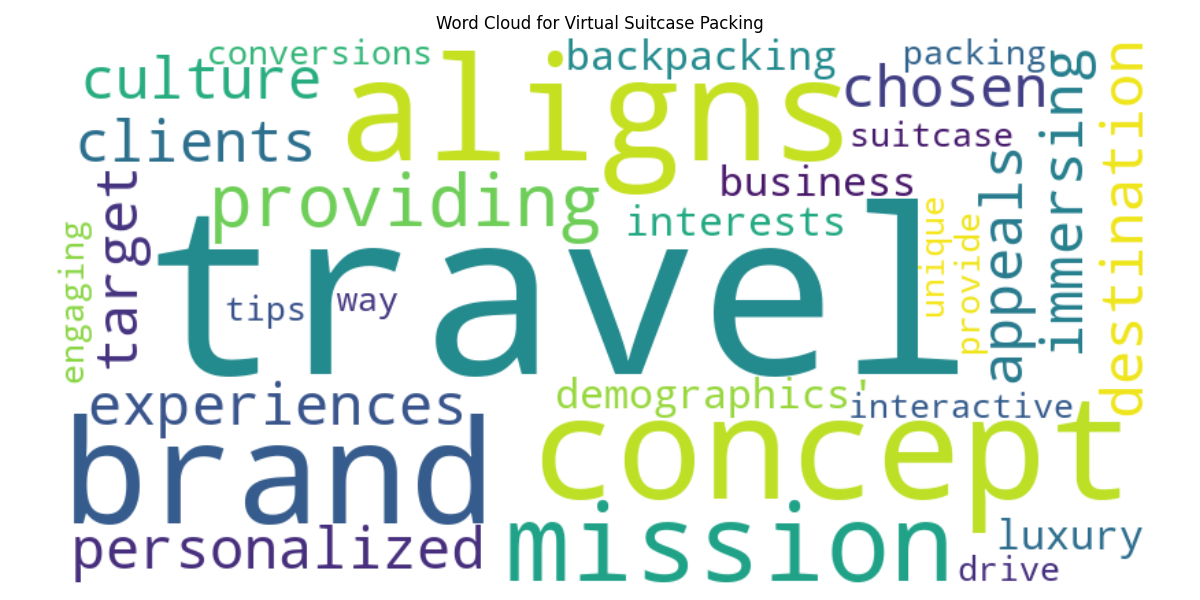 Word Cloud for Virtual Suitcase Packing
conversions
backpacking
packing
culture
aligns
chosen
clients
suitcase
immersing
destination
target
providing
business
interests
appeals
engaging
travel
unique
provide
tips
way
experiences
demographics'
interactive
brand
concept
personalized
mission
luxury
drive